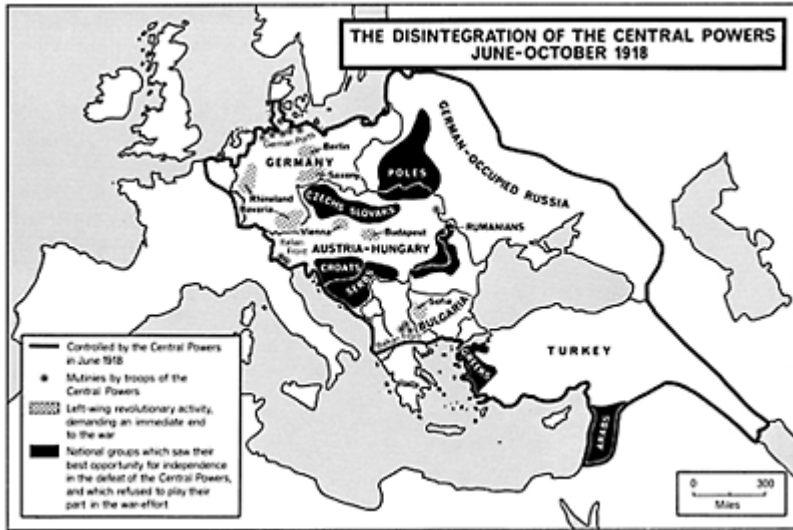 THE DISINTEGRATION OF THE CENTRAL POWERS
JUNE-OCTOBER 1918
GERMAN-OCCUPIED RUSSIA
German Ports
Berlin
GERMANY
Saxony
POLES
Rhineland
Bavaria
CZECHS SLOVAKS
Vienna
Budapest
RUMANIANS
Italian
Front
AUSTRIA-HUNGARY
CROATS
SERBS
Sofia
BULGARIA
GREEKS
TURKEY
ARABS
Controlled by the Central Powers
in June 1918
Mutinies by troops of the
Central Powers
Left-wing revolutionary activity,
demanding an immediate end
to the war
National groups which saw their
best opportunity for independence
in the defeat of the Central Powers,
and which refused to play their
part in the war-effort
0 300
Miles